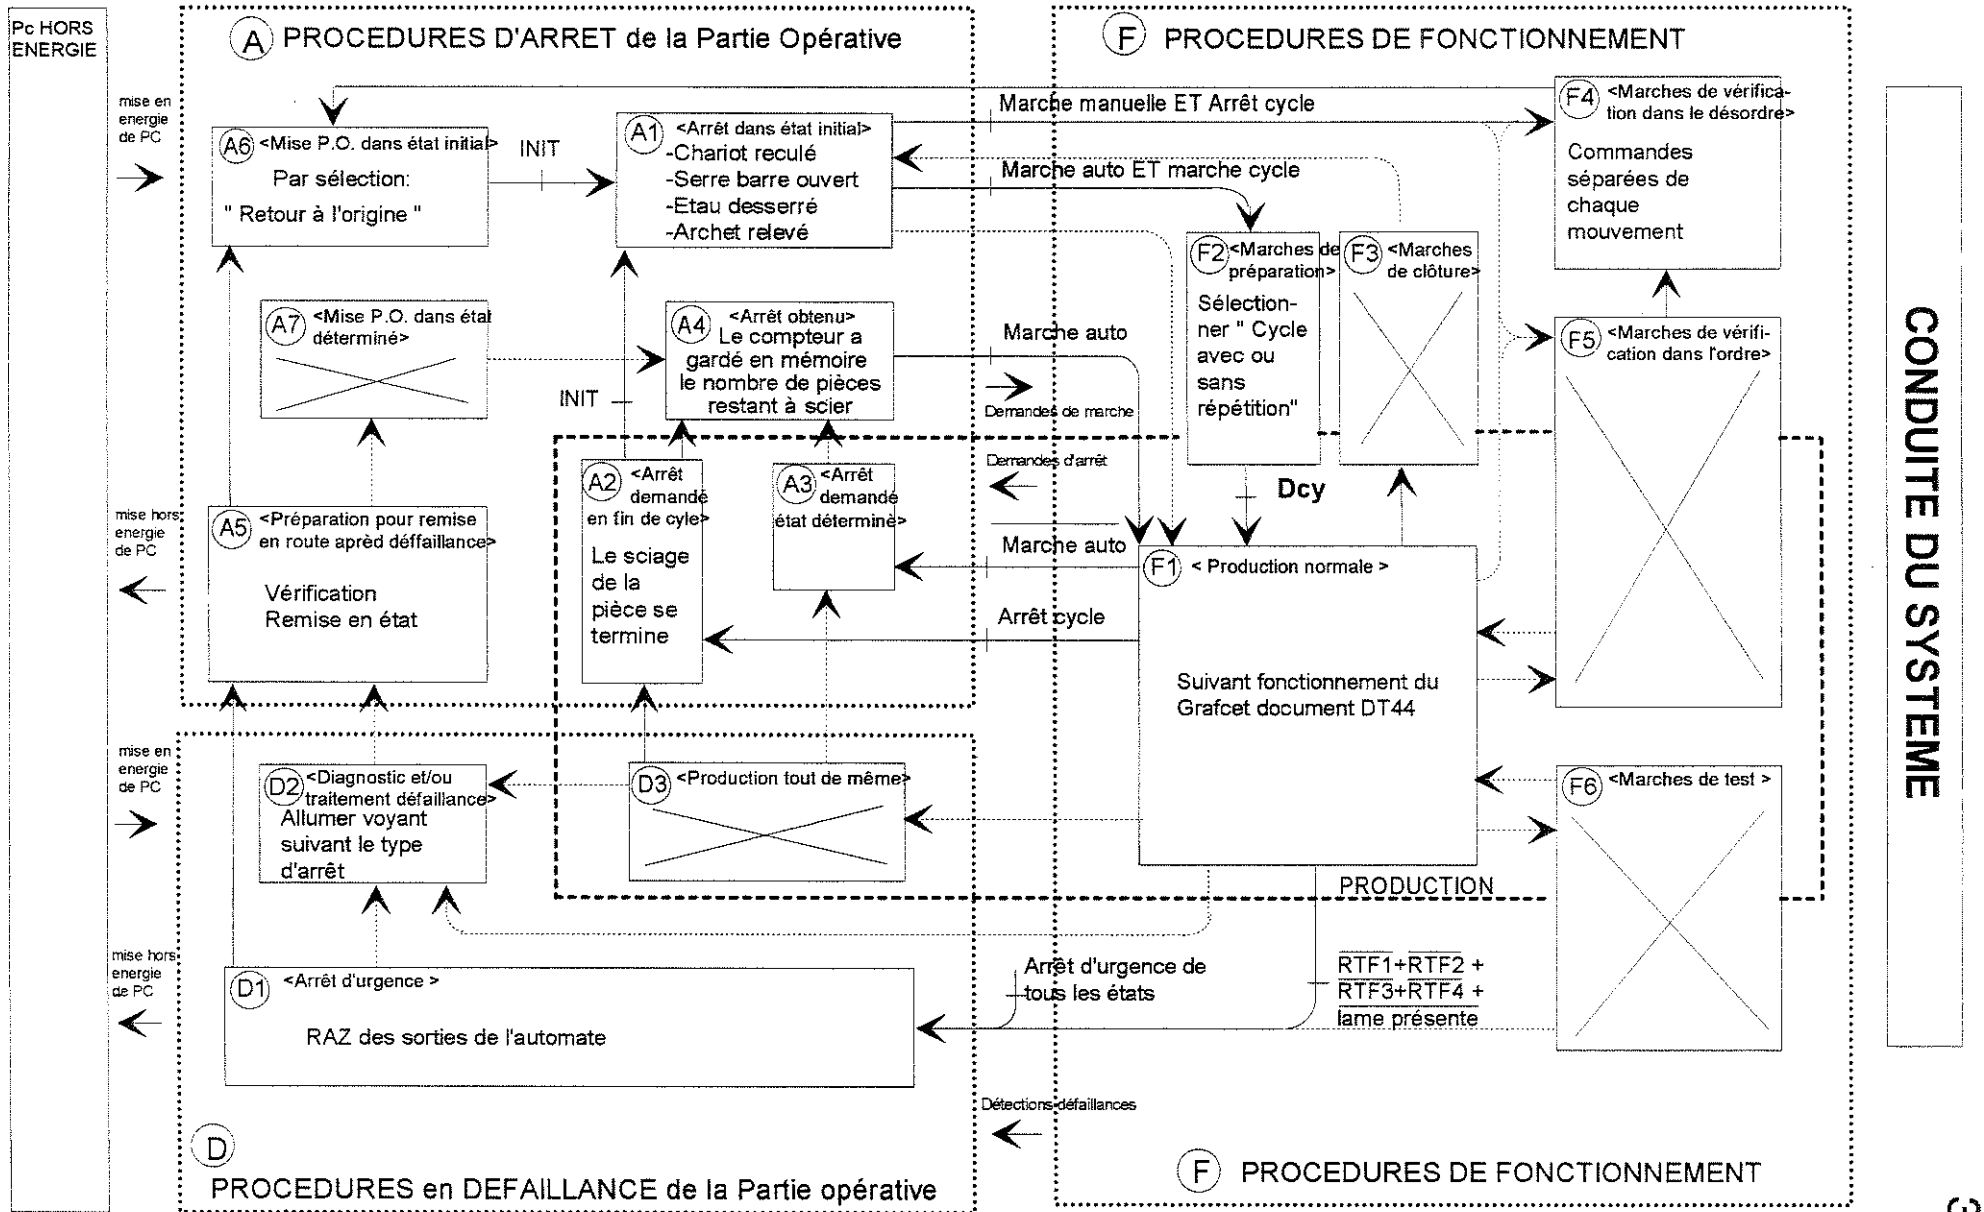 Pc HORS
ENERGIE
mise en
energie
de PC
mise hors
energie
de PC
mise en
energie
de PC
mise hors
energie
de PC
A PROCEDURES D'ARRET de la Partie Opérative
A6 <Mise P.O. dans état initial>
Par sélection:
" Retour à l'origine "
INIT
A1 <Arrêt dans état initial>
-Chariot reculé
-Serre barre ouvert
-Etau desserré
-Archet relevé
A7 <Mise P.O. dans état
déterminé>
A4 <Arrêt obtenu>
Le compteur a
gardé en mémoire
le nombre de pièces
restant à scier
INIT
A2 <Arrêt
demandé
en fin de cyle>
Le sciage
de la
pièce se
termine
A3 <Arrêt
demandé
état déterminè>
A5 <Préparation pour remise
en route aprèd déffaillance>
Vérification
Remise en état
D2 <Diagnostic et/ou
traitement défaillance>
Allumer voyant
suivant le type
d'arrêt
D3 <Production tout de même>
D1 <Arrêt d'urgence >
RAZ des sorties de l'automate
D
PROCEDURES en DEFAILLANCE de la Partie opérative
Marche manuelle ET Arrêt cycle
Marche auto ET marche cycle
Marche auto
Demandes de marche
Demandes d'arrêt
Marche auto
Arrêt cycle
Arrêt d'urgence de
tous les états
Détections défaillances
F PROCEDURES DE FONCTIONNEMENT
F4 <Marches de vérifica-
tion dans le désordre>
Commandes
séparées de
chaque
mouvement
F2 <Marches de
préparation>
Sélection-
ner " Cycle
avec ou
sans
répétition"
F3 <Marches
de clôture>
F5 <Marches de vérifi-
cation dans l'ordre>
Dcy
F1 < Production normale >
Suivant fonctionnement du
Grafcet document DT44
F6 <Marches de test >
PRODUCTION
RTF1+RTF2 +
RTF3+RTF4 +
lame présente
F PROCEDURES DE FONCTIONNEMENT
CONDUITE DU SYSTEME